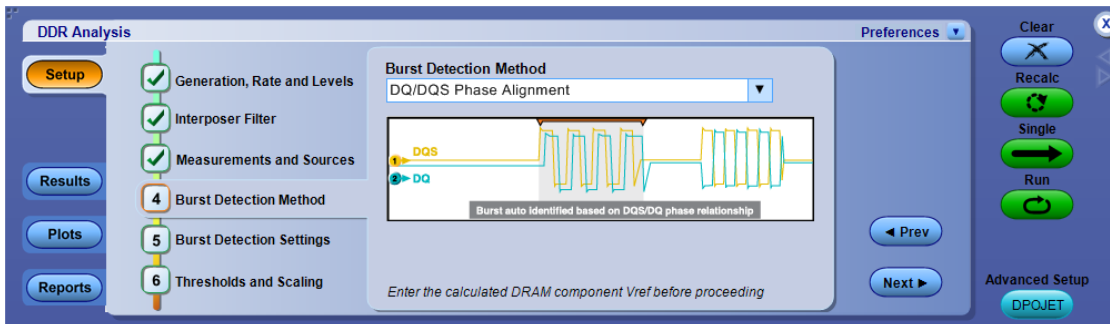 DDR Analysis
Preferences
Clear
X
Setup
Generation, Rate and Levels
Burst Detection Method
DQ/DQS Phase Alignment
Recalc
Interposer Filter
Single
Measurements and Sources
1 DQS
2 DQ
Results
Run
4 Burst Detection Method
Burst auto identified based on DQS/DQ phase relationship
Plots
5 Burst Detection Settings
◄ Prev
Reports
6 Thresholds and Scaling
Enter the calculated DRAM component Vref before proceeding
Next ►
Advanced Setup
DPOJET